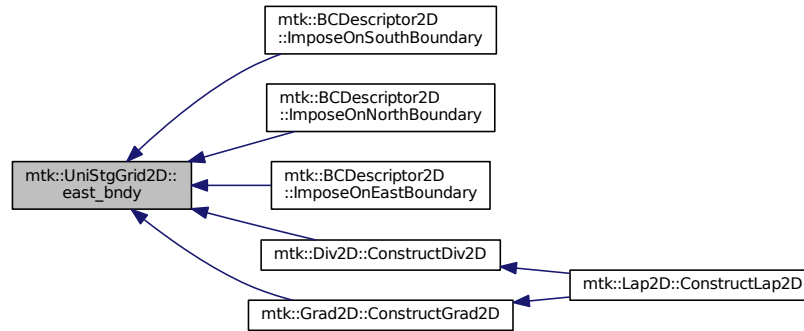 mtk::BCDescriptor2D
::ImposeOnSouthBoundary
mtk::BCDescriptor2D
::ImposeOnNorthBoundary
mtk::UniStgGrid2D::
east_bndy
mtk::BCDescriptor2D
::ImposeOnEastBoundary
mtk::Div2D::ConstructDiv2D
mtk::Lap2D::ConstructLap2D
mtk::Grad2D::ConstructGrad2D